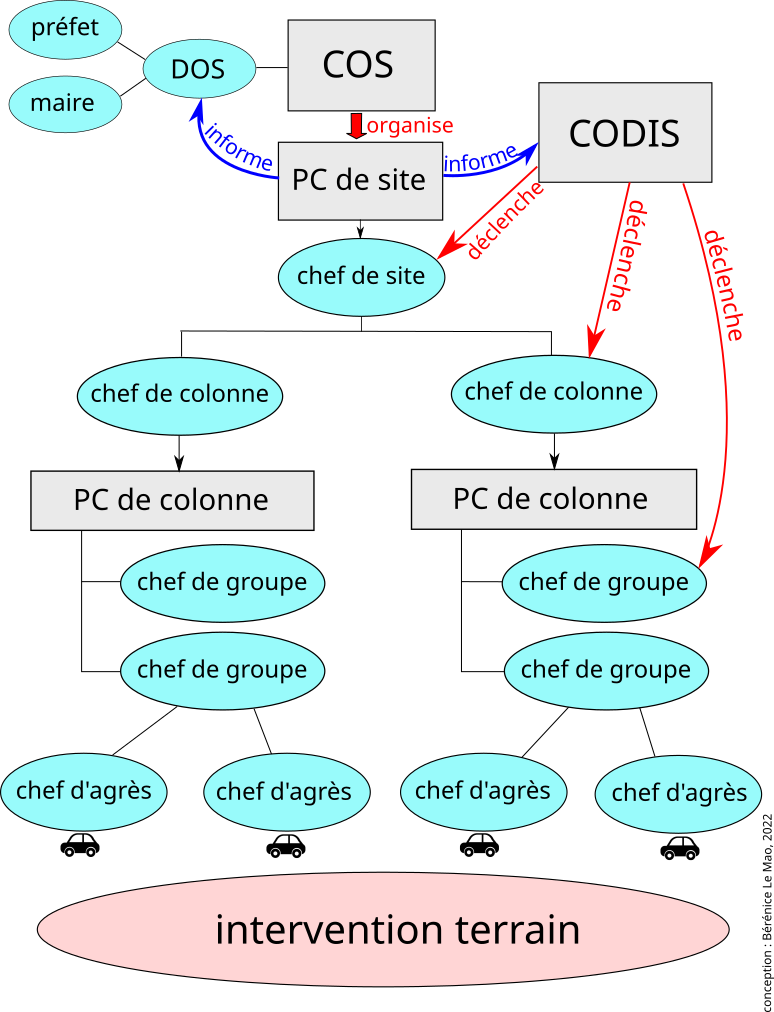 préfet
DOS
COS
maire
organise
CODIS
informe
PC de site
informe
déclenche
déclenche
déclenche
chef de site
chef de colonne
chef de colonne
PC de colonne
PC de colonne
chef de groupe
chef de groupe
chef de groupe
chef de groupe
chef d'agrès
chef d'agrès
chef d'agrès
chef d'agrès
intervention terrain
conception : Bérénice Le Mao, 2022